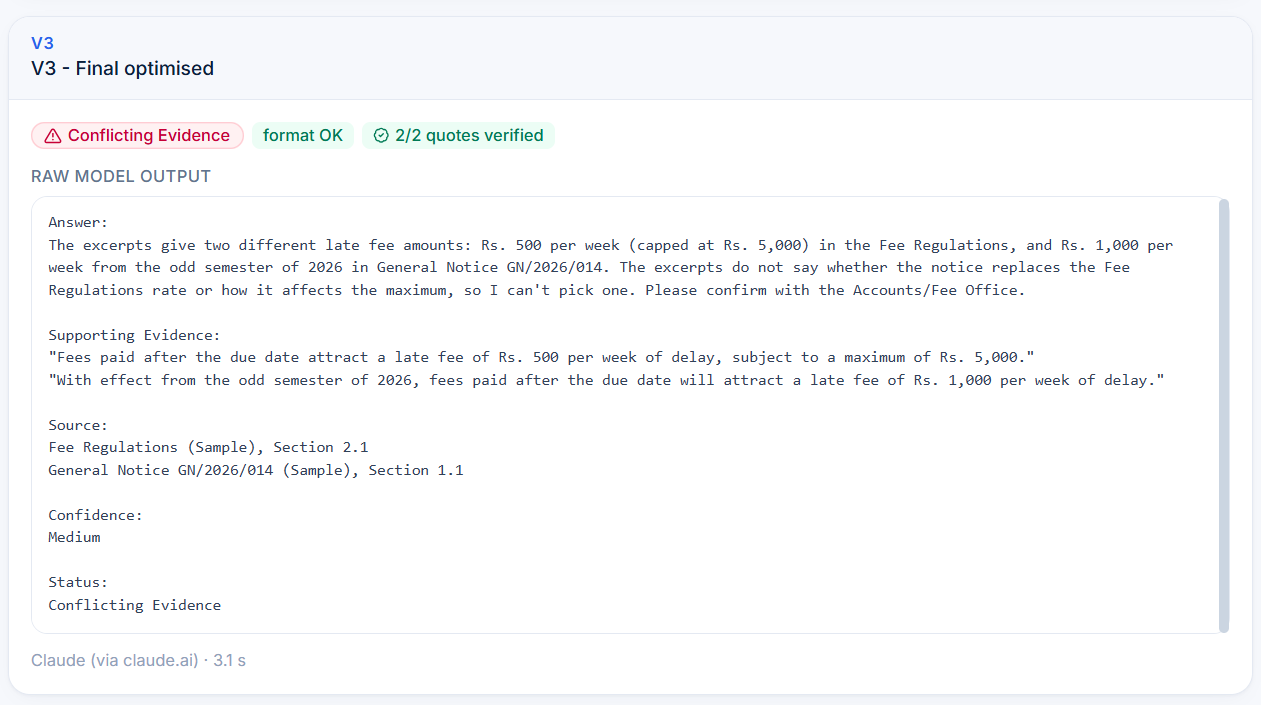 V3
V3 - Final optimised
Conflicting Evidence
format OK
2/2 quotes verified
RAW MODEL OUTPUT
Answer:
The excerpts give two different late fee amounts: Rs. 500 per week (capped at Rs. 5,000) in the Fee Regulations, and Rs. 1,000 per
week from the odd semester of 2026 in General Notice GN/2026/014. The excerpts do not say whether the notice replaces the Fee
Regulations rate or how it affects the maximum, so I can't pick one. Please confirm with the Accounts/Fee Office.
Supporting Evidence:
"Fees paid after the due date attract a late fee of Rs. 500 per week of delay, subject to a maximum of Rs. 5,000."
"With effect from the odd semester of 2026, fees paid after the due date will attract a late fee of Rs. 1,000 per week of delay."
Source:
Fee Regulations (Sample), Section 2.1
General Notice GN/2026/014 (Sample), Section 1.1
Confidence:
Medium
Status:
Conflicting Evidence
Claude (via claude.ai) · 3.1 s